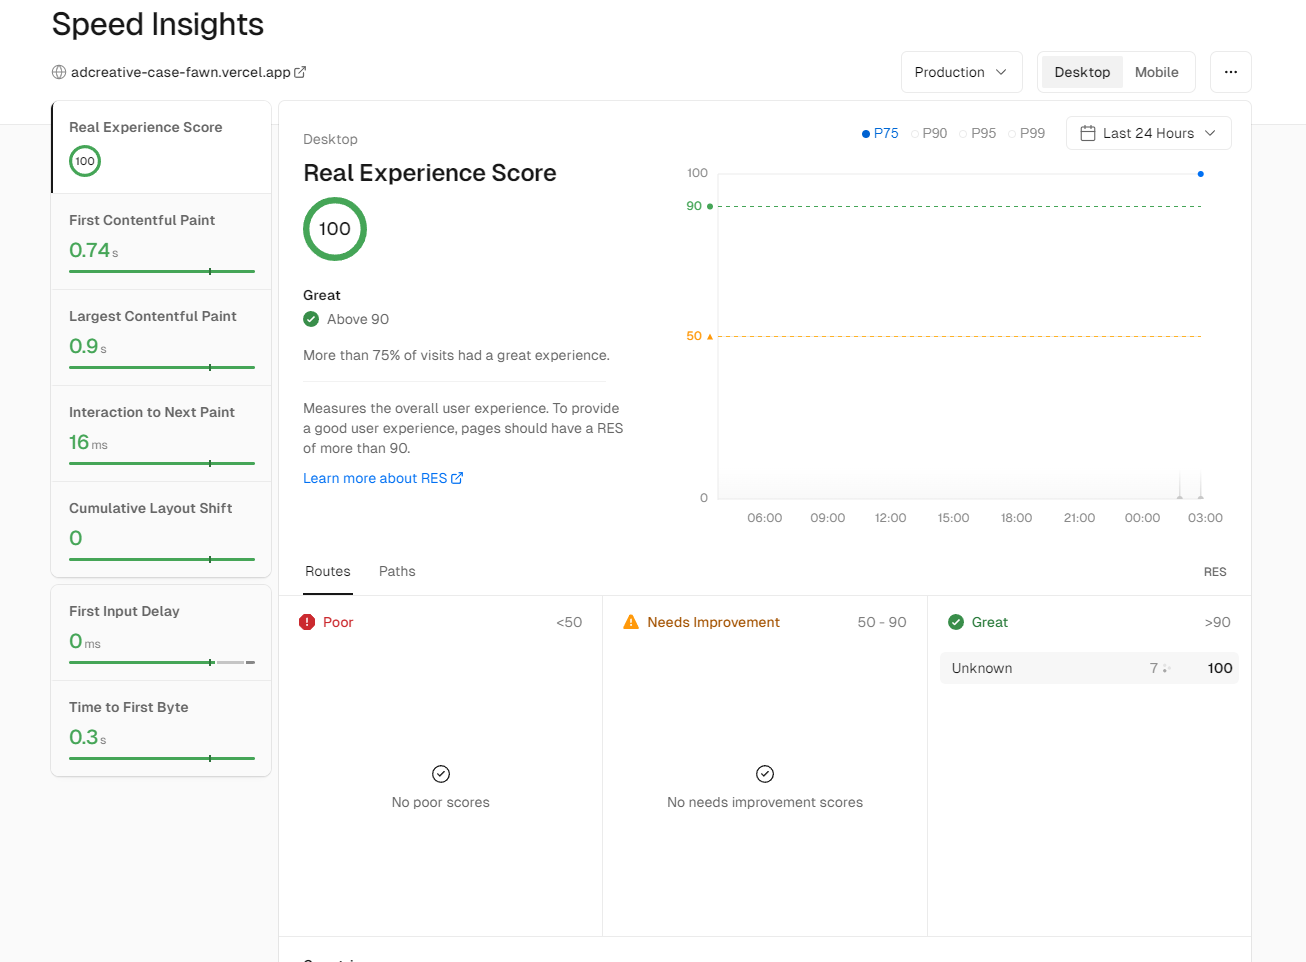 Speed Insights
adcreative-case-fawn.vercel.app
Production
Desktop
Mobile
Real Experience Score
100
First Contentful Paint
0.74 s
Largest Contentful Paint
0.9 s
Interaction to Next Paint
16 ms
Cumulative Layout Shift
0
First Input Delay
0 ms
Time to First Byte
0.3 s
Desktop
Real Experience Score
100
Great
Above 90
More than 75% of visits had a great experience.
Measures the overall user experience. To provide
a good user experience, pages should have a RES
of more than 90.
Learn more about RES
P75 P90 P95 P99
Last 24 Hours
100
90
50
0
06:00 09:00 12:00 15:00 18:00 21:00 00:00 03:00
Routes Paths RES
Poor <50
No poor scores
Needs Improvement 50 - 90
No needs improvement scores
Great >90
Unknown 7 100